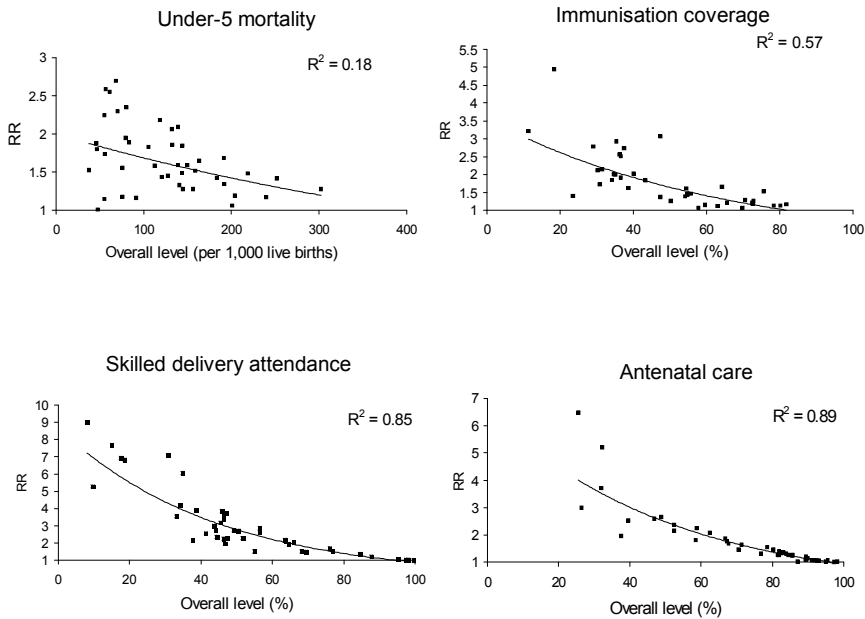 Under-5 mortality
R² = 0.18
RR
3
2.5
2
1.5
1
0 100 200 300 400
Overall level (per 1,000 live births)
Immunisation coverage
R² = 0.57
RR
5.5
5
4.5
4
3.5
3
2.5
2
1.5
1
0 20 40 60 80 100
Overall level (%)
Skilled delivery attendance
R² = 0.85
RR
10
9
8
7
6
5
4
3
2
1
0 20 40 60 80 100
Overall level (%)
Antenatal care
R² = 0.89
RR
7
6
5
4
3
2
1
0 20 40 60 80 100
Overall level (%)